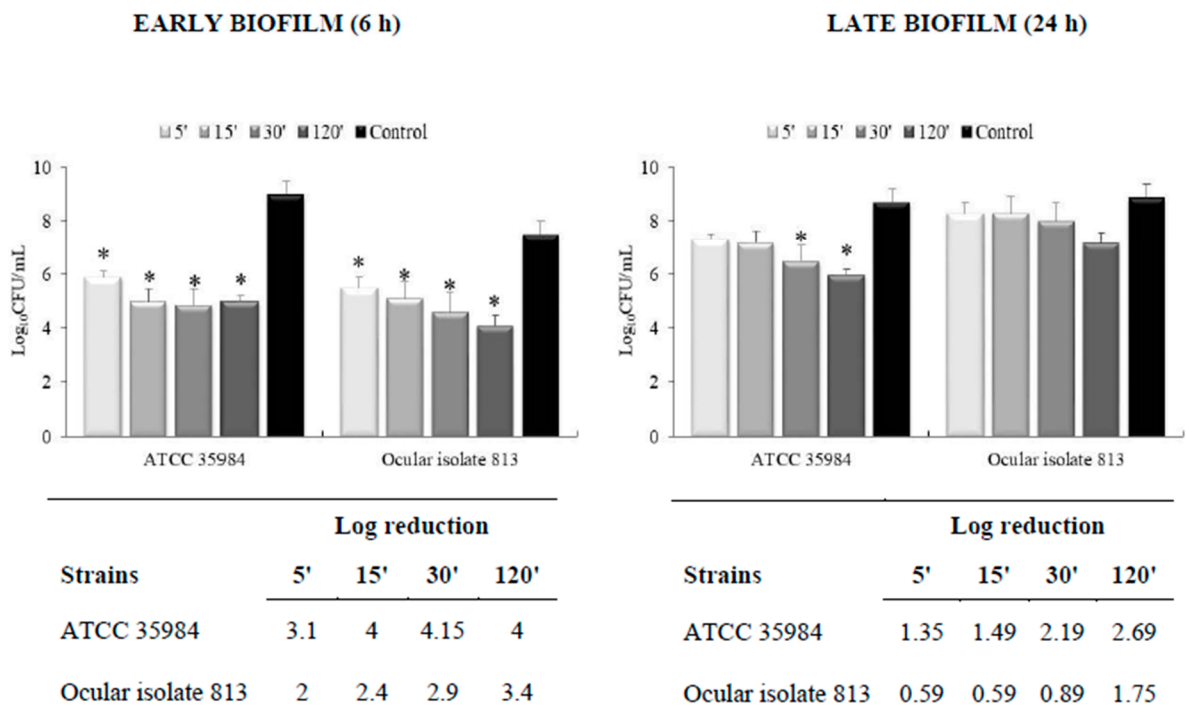 EARLY BIOFILM (6 h)
5' 15' 30' 120' Control
10
8
6
4
2
0
Log10CFU/mL
* * * *
* * * *
ATCC 35984 Ocular isolate 813
Log reduction
Strains 5' 15' 30' 120'
ATCC 35984 3.1 4 4.15 4
Ocular isolate 813 2 2.4 2.9 3.4
LATE BIOFILM (24 h)
5' 15' 30' 120' Control
10
8
6
4
2
0
Log10CFU/mL
* *
ATCC 35984 Ocular isolate 813
Log reduction
Strains 5' 15' 30' 120'
ATCC 35984 1.35 1.49 2.19 2.69
Ocular isolate 813 0.59 0.59 0.89 1.75